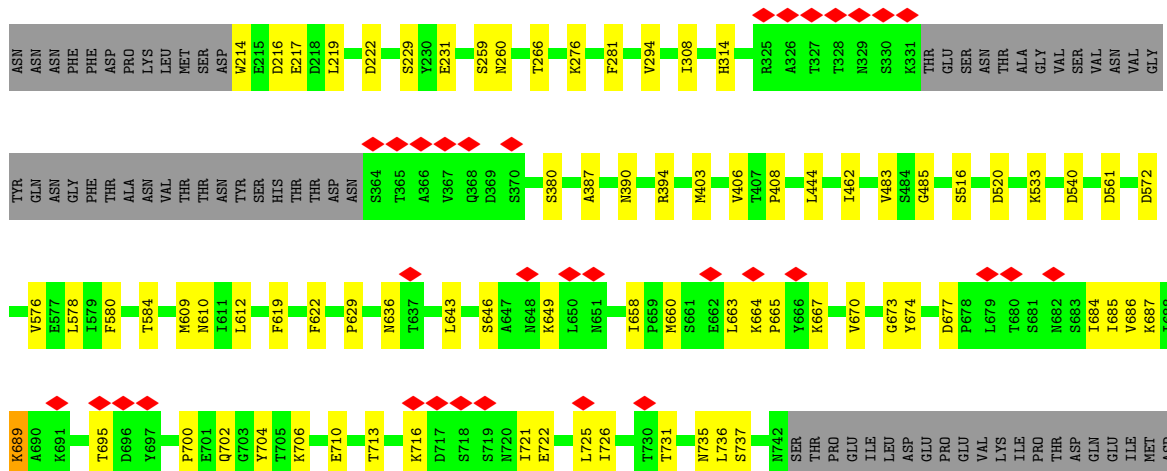 ASN ASN ASN PHE PHE ASP PRO LYS LEU MET SER ASP W214 E215 D216 E217 D218 L219 D222 S229 Y230 E231 S259 N260 T266 K276 F281 V294 I308 H314 R325 A326 T327 T328 N329 S330 K331 THR GLU SER ASN THR ALA GLY VAL SER VAL ASN VAL GLY
TYR GLN ASN GLY PHE THR ALA ASN VAL THR THR ASN TYR SER HIS THR THR ASP ASN S364 T365 A366 V367 Q368 D369 S370 S380 A387 N390 R394 M403 V406 T407 P408 L444 I462 V483 S484 G485 S516 D520 K533 D540 D561 D572
V576 E577 L578 I579 F580 T584 M609 N610 I611 L612 F619 F622 P629 N636 T637 L643 S646 A647 N648 K649 L650 N651 I658 P659 M660 S661 E662 L663 K664 P665 Y666 K667 V670 G673 Y674 D677 P678 L679 T680 S681 N682 S683 I684 I685 V686 K687
K689 A690 K691 T695 D696 Y697 P700 E701 Q702 G703 Y704 T705 K706 E710 T713 K716 D717 S718 S719 N720 I721 E722 L725 I726 T730 T731 N735 L736 S737 N742 SER THR PRO GLU ILE LEU ASP GLU PRO GLU VAL LYS ILE PRO THR ASP GLN GLU ILE MET